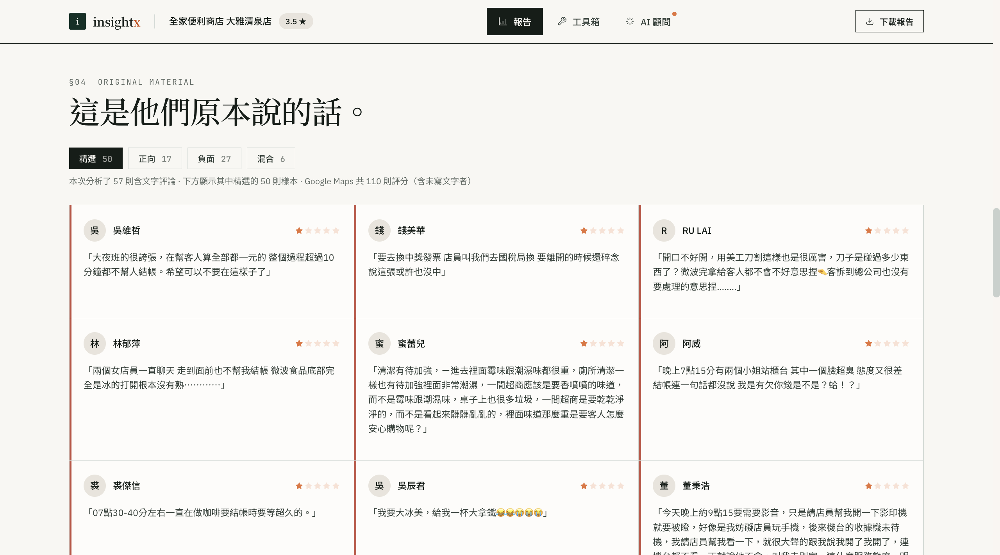 i insightx 全家便利商店 大雅清泉店 3.5 ★ 報告 工具箱 AI 顧問 下載報告
§04 ORIGINAL MATERIAL
這是他們原本說的話。
精選 50 正向 17 負面 27 混合 6
本次分析了 57 則含文字評論 · 下方顯示其中精選的 50 則樣本 · Google Maps 共 110 則評分（含未寫文字者）
吳 吳維哲
「大夜班的很誇張，在幫客人算全部都一元的 整個過程超過10
分鐘都不幫人結帳。希望可以不要在這樣子了」
錢 錢美華
「要去換中獎發票 店員叫我們去國稅局換 要離開的時候還碎念
說這張或許也沒中」
R RU LAI
「開口不好開，用美工刀割這樣也是很厲害，刀子是碰過多少東
西了？微波完拿給客人都不會不好意思捏🤏客訴到總公司也沒有
要處理的意思捏........」
林 林郁萍
「兩個女店員一直聊天 走到面前也不幫我結帳 微波食品底部完
全是冰的打開根本沒有熟⋯⋯⋯⋯」
蜜 蜜蕾兒
「清潔有待加強，一進去裡面霉味跟潮濕味都很重，廁所清潔一
樣也有待加強裡面非常潮濕，一間超商應該是要香噴噴的味道，
而不是霉味跟潮濕味，桌子上也很多垃圾，一間超商是要乾乾淨
淨的，而不是看起來髒髒亂亂的，裡面味道那麼重是要客人怎麼
安心購物呢？」
阿 阿威
「晚上7點15分有兩個小姐站櫃台 其中一個臉超臭 態度又很差
結帳連一句話都沒說 我是有欠你錢是不是？蛤！？」
裘 裘傑信
「07點30-40分左右一直在做咖啡要結帳時要等超久的。」
吳 吳辰君
「我要大冰美，給我一杯大拿鐵😂😂😭😭😭」
董 董秉浩
「今天晚上約9點15要需要影音，只是請店員幫我開一下影印機
就要被瞪，好像是我妨礙店員玩手機，後來機台的收據機未待
機，我請店員幫我看一下，就很大聲的跟我說我開了我開了，連